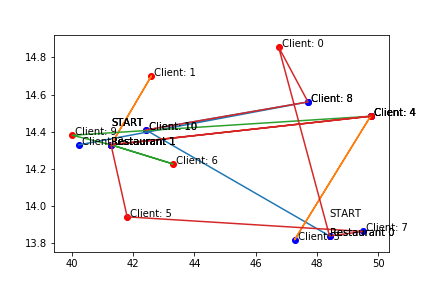 14.8
14.6
14.4
14.2
14.0
13.8
40
42
44
46
48
50
Client: 0
Client: 1
Client: 8
Client: 4
START
Client: 10
Client: 9
Restaurant 1
Client: 6
Client: 5
START
Client: 7
Restaurant 0